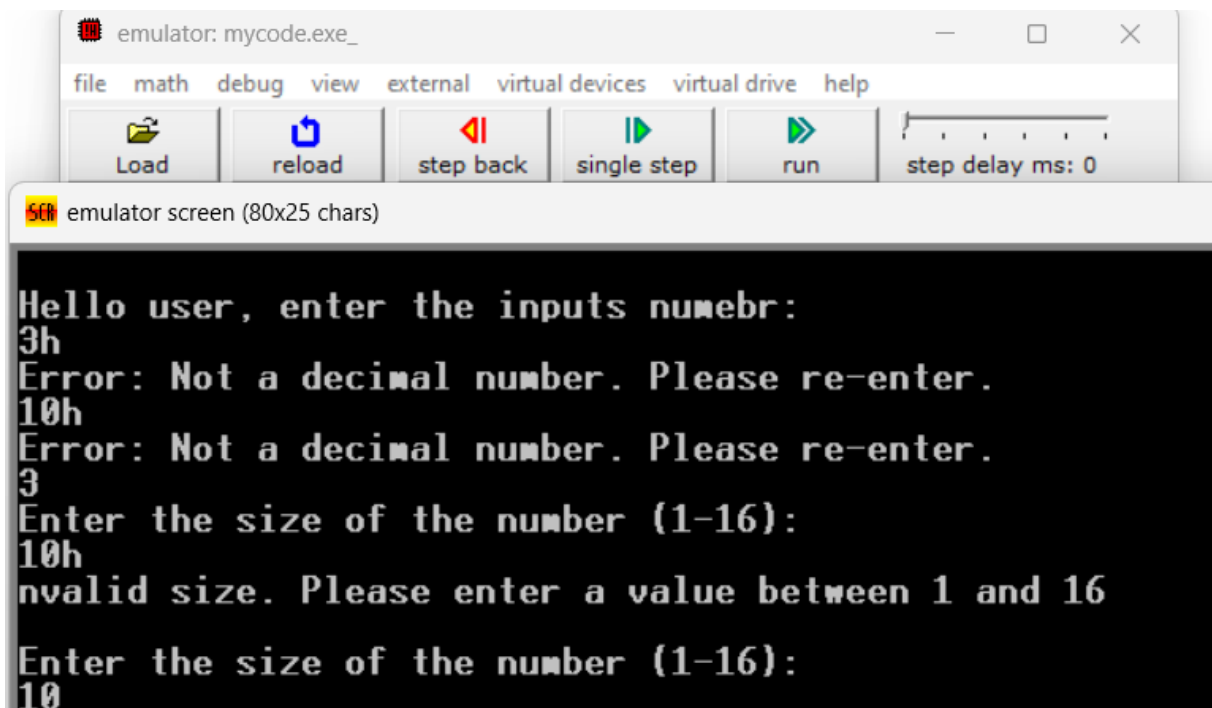 emulator: mycode.exe_
file math debug view external virtual devices virtual drive help
Load reload step back single step run step delay ms: 0
SCR emulator screen (80x25 chars)
Hello user, enter the inputs numebr:
3h
Error: Not a decimal number. Please re-enter.
10h
Error: Not a decimal number. Please re-enter.
3
Enter the size of the number (1-16):
10h
nvalid size. Please enter a value between 1 and 16
Enter the size of the number (1-16):
10